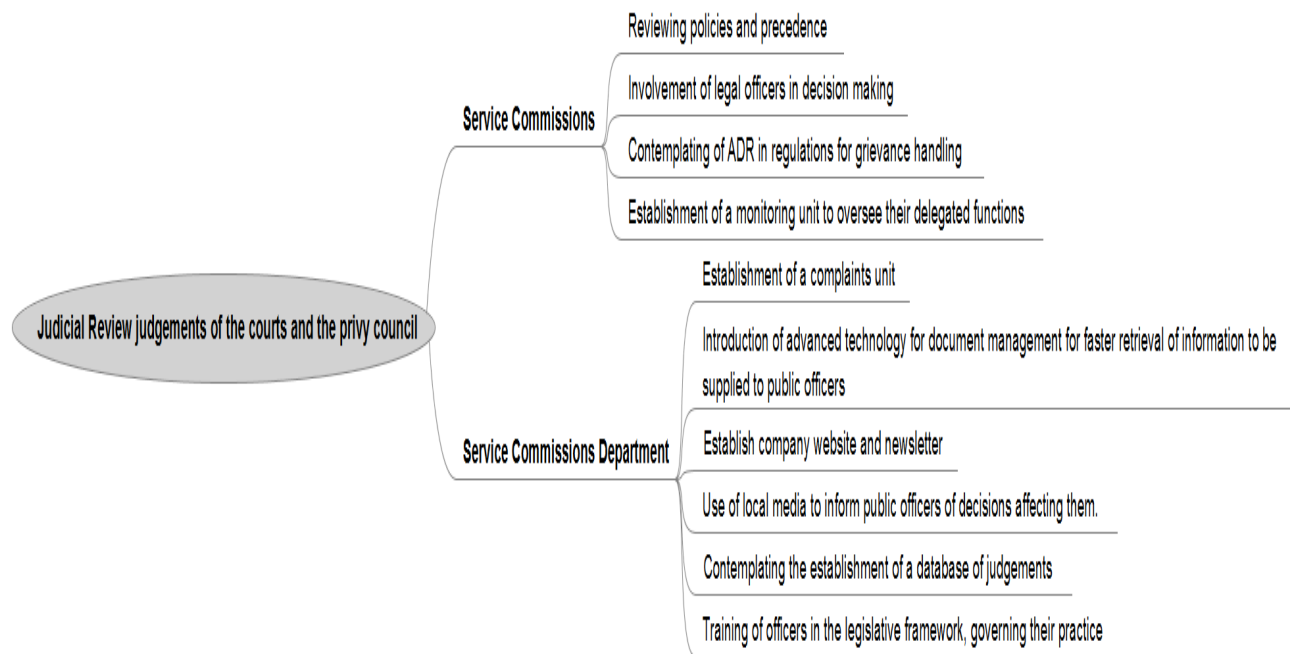 Judicial Review judgements of the courts and the privy council
Service Commissions
Reviewing policies and precedence
Involvement of legal officers in decision making
Contemplating of ADR in regulations for grievance handling
Establishment of a monitoring unit to oversee their delegated functions
Service Commissions Department
Establishment of a complaints unit
Introduction of advanced technology for document management for faster retrieval of information to be
supplied to public officers
Establish company website and newsletter
Use of local media to inform public officers of decisions affecting them.
Contemplating the establishment of a database of judgements
Training of officers in the legislative framework, governing their practice